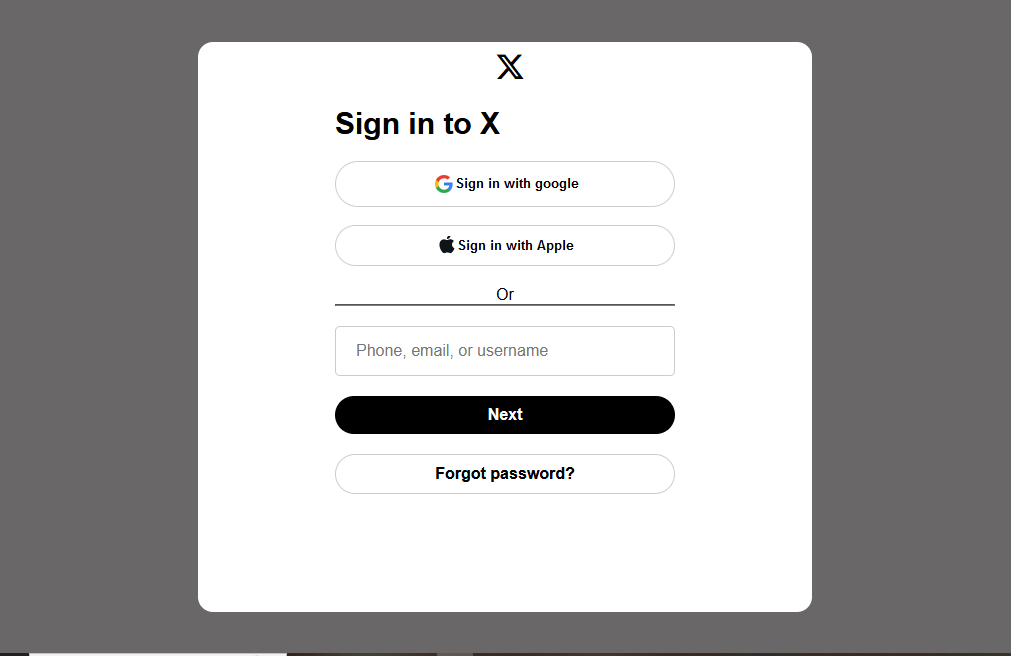 Sign in to X
Sign in with google
Sign in with Apple
Or
Phone, email, or username
Next
Forgot password?